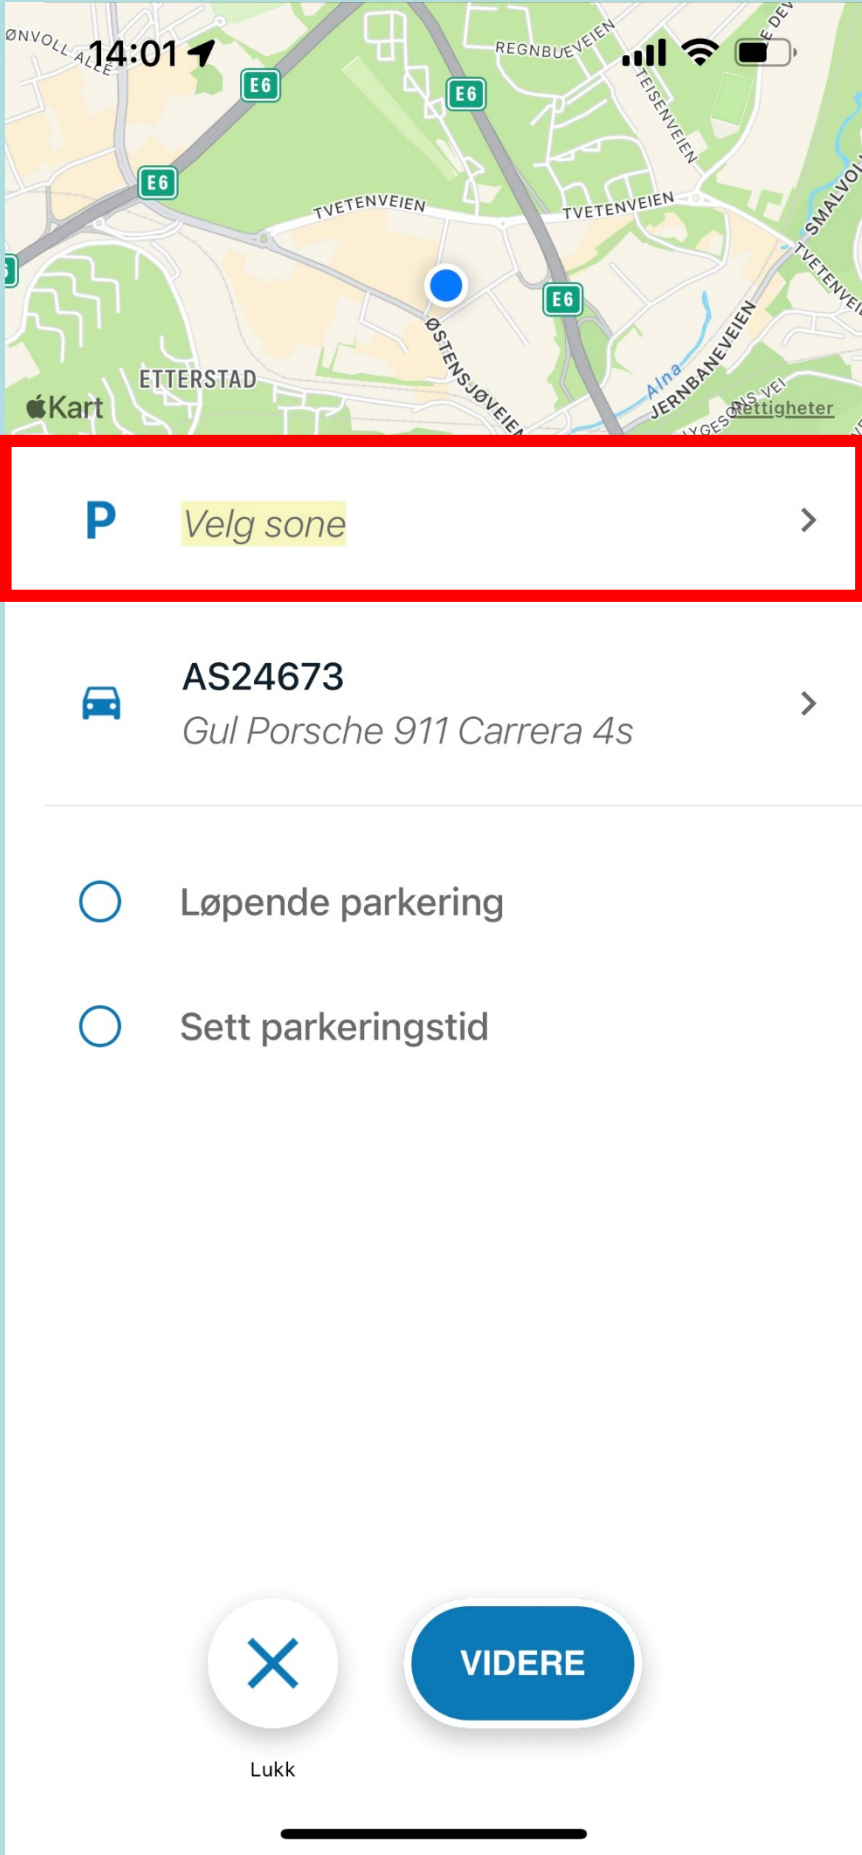 14:01
REGNBUEVEIEN
E6
E6
TEISENVEIEN
E6
TVETENVEIEN
TVETENVEIEN
SMALVOLL
TVETENVEI
E6
ØSTENSJØVEIEN
ETTERSTAD
Alna
JERNBANEVEIEN
Kart
Rettigheter
P
Velg sone
AS24673
Gul Porsche 911 Carrera 4s
Løpende parkering
Sett parkeringstid
VIDERE
Lukk